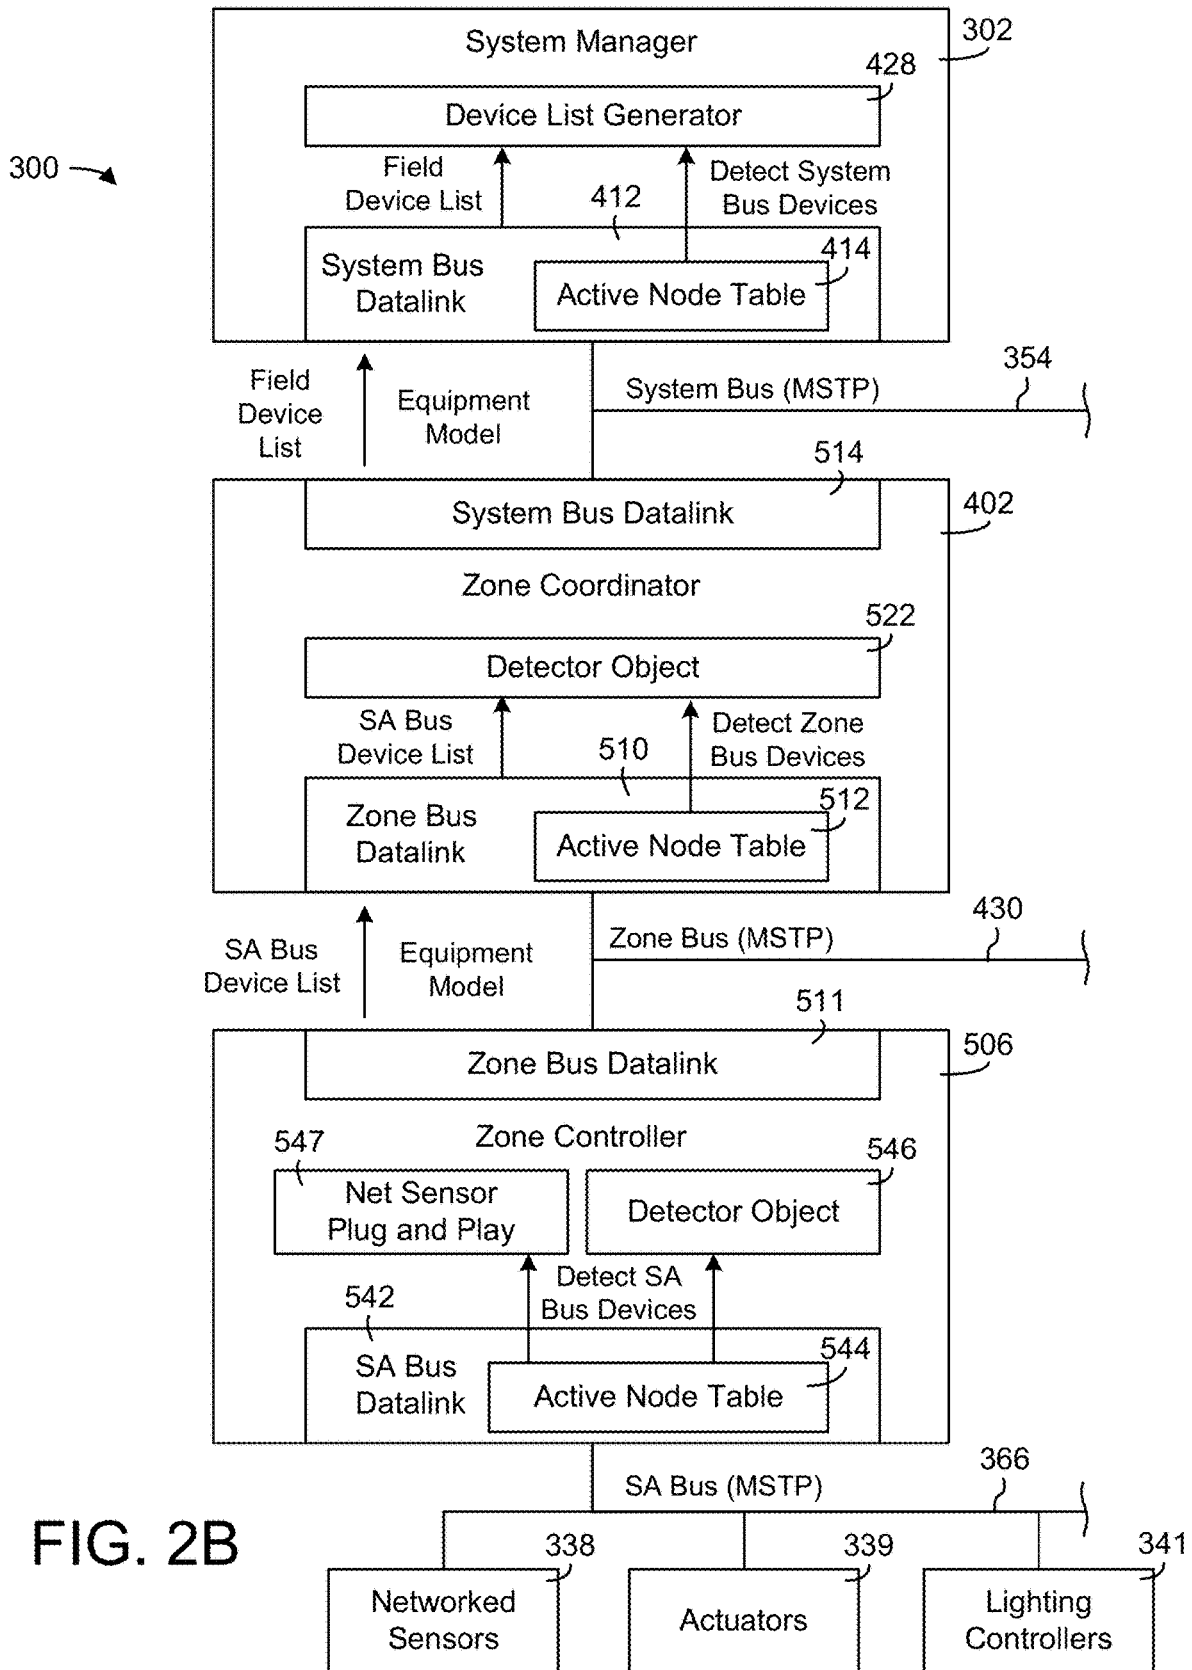 System Manager
302
428
Device List Generator
300
Field
Device List
412
Detect System
Bus Devices
414
System Bus
Datalink
Active Node Table
Field
Device
List
Equipment
Model
System Bus (MSTP)
354
514
System Bus Datalink
402
Zone Coordinator
522
Detector Object
SA Bus
Device List
510
Detect Zone
Bus Devices
512
Zone Bus
Datalink
Active Node Table
SA Bus
Device List
Equipment
Model
Zone Bus (MSTP)
430
511
Zone Bus Datalink
506
Zone Controller
547
546
Net Sensor
Plug and Play
Detector Object
542
Detect SA
Bus Devices
544
SA Bus
Datalink
Active Node Table
SA Bus (MSTP)
366
FIG. 2B
338
339
341
Networked
Sensors
Actuators
Lighting
Controllers